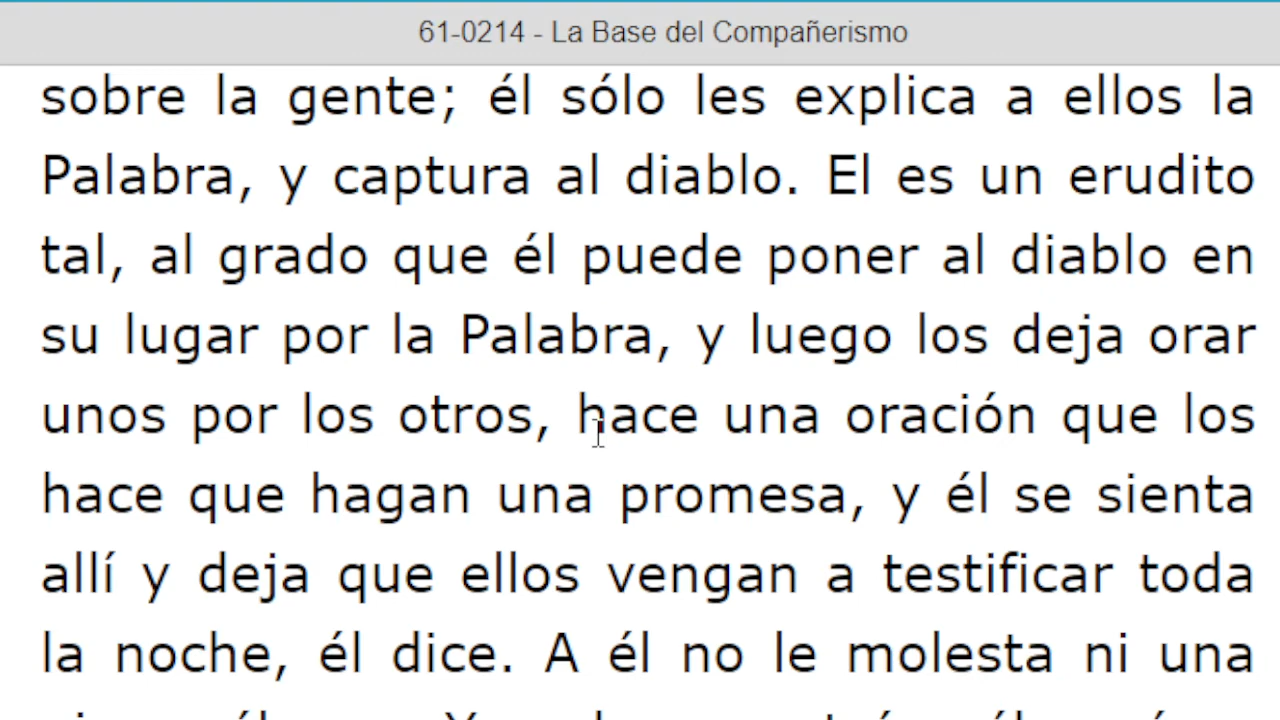 61-0214 - La Base del Compañerismo
sobre la gente; él sólo les explica a ellos la
Palabra, y captura al diablo. El es un erudito
tal, al grado que él puede poner al diablo en
su lugar por la Palabra, y luego los deja orar
unos por los otros, hace una oración que los
hace que hagan una promesa, y él se sienta
allí y deja que ellos vengan a testificar toda
la noche, él dice. A él no le molesta ni una